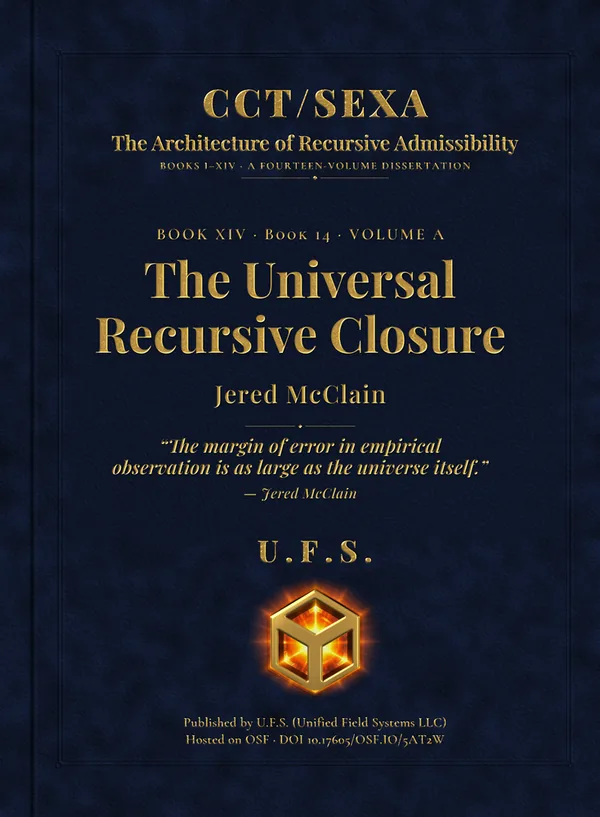 CCT/SEXA
The Architecture of Recursive Admissibility
BOOKS I–XIV · A FOURTEEN-VOLUME DISSERTATION
BOOK XIV · Book 14 · VOLUME A
The Universal
Recursive Closure
Jered McClain
“The margin of error in empirical
observation is as large as the universe itself.”
— Jered McClain
U.F.S.
Published by U.F.S. (Unified Field Systems LLC)
Hosted on OSF · DOI 10.17605/OSF.IO/5AT2W